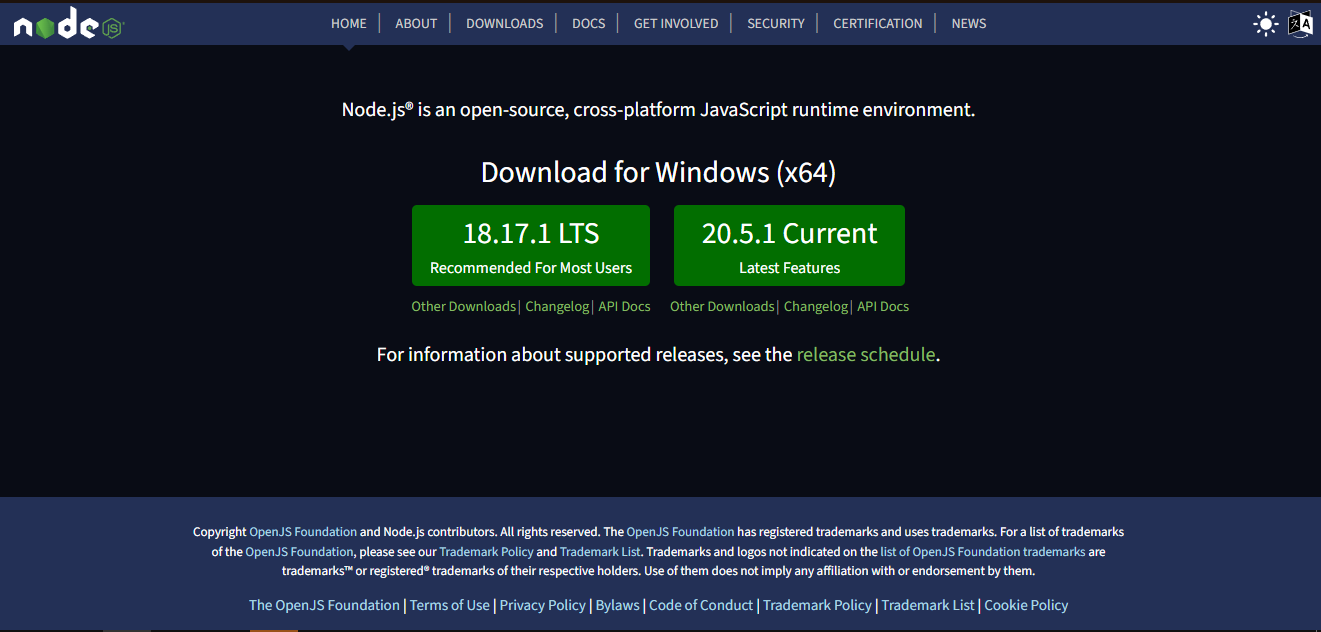 node JS
HOME | ABOUT | DOWNLOADS | DOCS | GET INVOLVED | SECURITY | CERTIFICATION | NEWS
Node.js® is an open-source, cross-platform JavaScript runtime environment.
Download for Windows (x64)
18.17.1 LTS
Recommended For Most Users
20.5.1 Current
Latest Features
Other Downloads | Changelog | API Docs
Other Downloads | Changelog | API Docs
For information about supported releases, see the release schedule.
Copyright OpenJS Foundation and Node.js contributors. All rights reserved. The OpenJS Foundation has registered trademarks and uses trademarks. For a list of trademarks
of the OpenJS Foundation, please see our Trademark Policy and Trademark List. Trademarks and logos not indicated on the list of OpenJS Foundation trademarks are
trademarks™ or registered® trademarks of their respective holders. Use of them does not imply any affiliation with or endorsement by them.
The OpenJS Foundation | Terms of Use | Privacy Policy | Bylaws | Code of Conduct | Trademark Policy | Trademark List | Cookie Policy